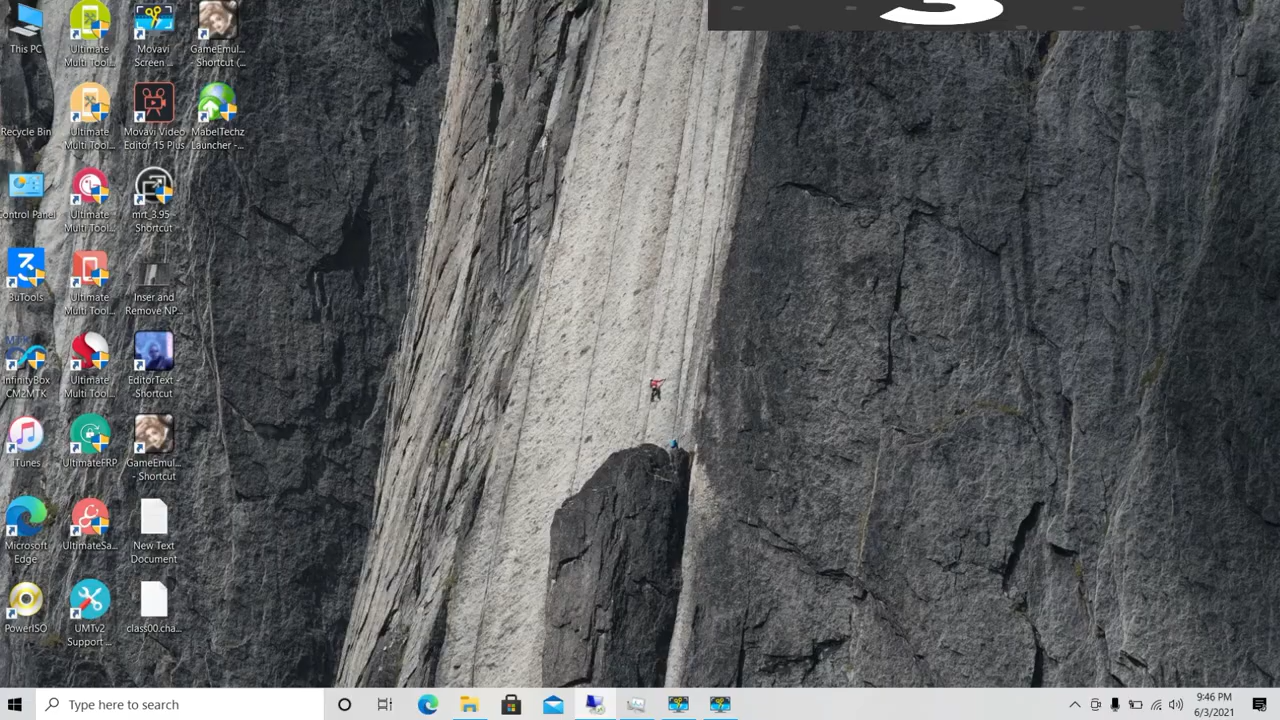 3
This PC
Ultimate
Multi Tool...
Movavi
Screen ...
GameEmul...
- Shortcut (...
Recycle Bin
Ultimate
Multi Tool...
Movavi Video
Editor 15 Plus
MabelTechz
Launcher -...
Control Panel
Ultimate
Multi Tool...
mrt_3.95 -
Shortcut
3uTools
Ultimate
Multi Tool...
Inser and
Remove NP...
InfinityBox
CM2MTK
Ultimate
Multi Tool...
EditorText -
Shortcut
iTunes
UltimateFRP
GameEmul...
- Shortcut
Microsoft
Edge
UltimateSa...
New Text
Document
PowerISO
UMTv2
Support ...
class00.cha...
Type here to search
9:46 PM
6/3/2021